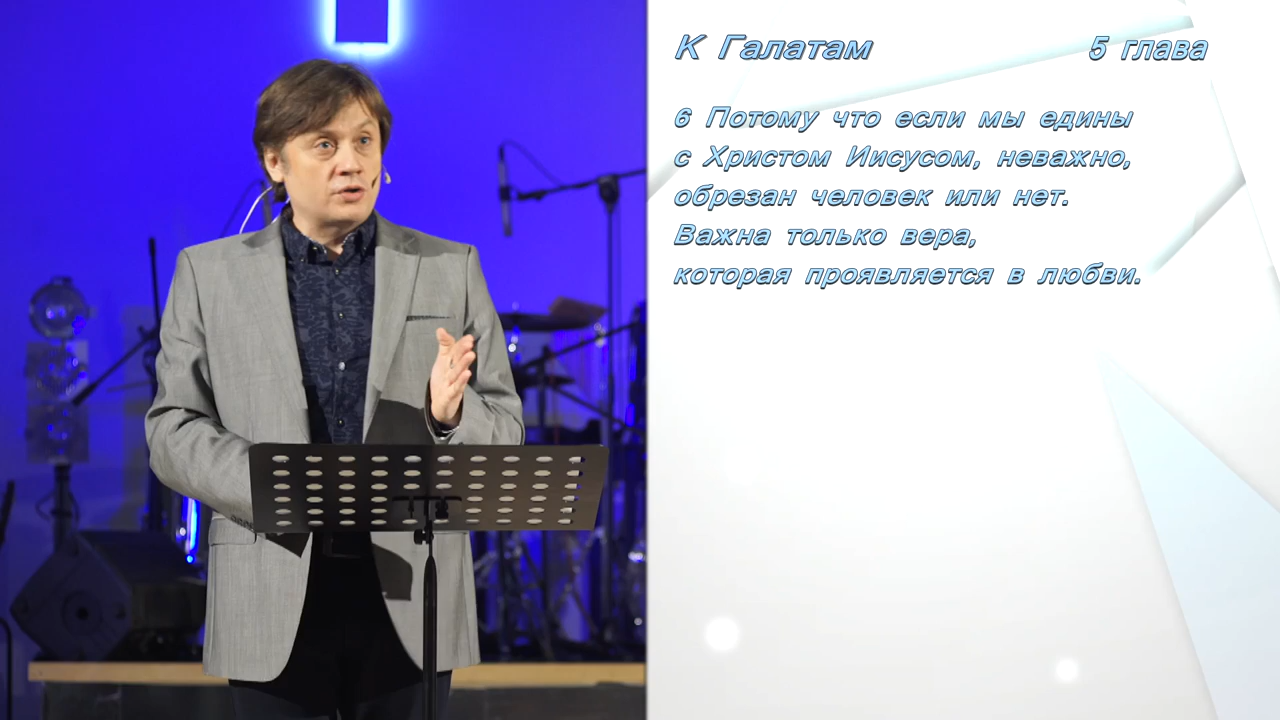 К Галатам 5 глава
6 Потому что если мы едины
с Христом Иисусом, неважно,
обрезан человек или нет.
Важна только вера,
которая проявляется в любви.